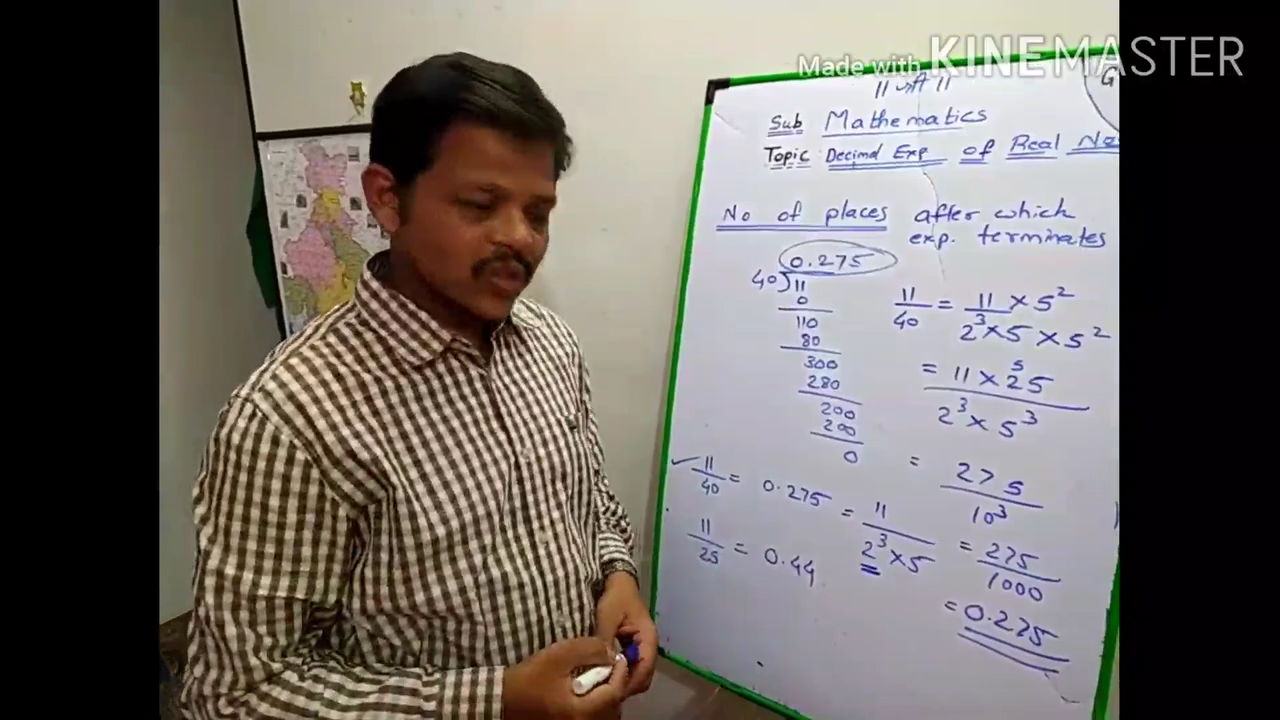 Made with KINEMASTER
G
Sub Mathematics
Topic Decimal Exp of Real No
No of places after which
exp. terminates
0.275
40)11
0
110
80
300
280
200
200
0
11/40 = 11 × 5² / 2³ × 5 × 5²
= 11 × 25 / 2³ × 5³
5
= 275 / 10³
= 275 / 1000
= 0.275
✓ 11/40 = 0.275 = 11 / 2³ × 5
11/25 = 0.44